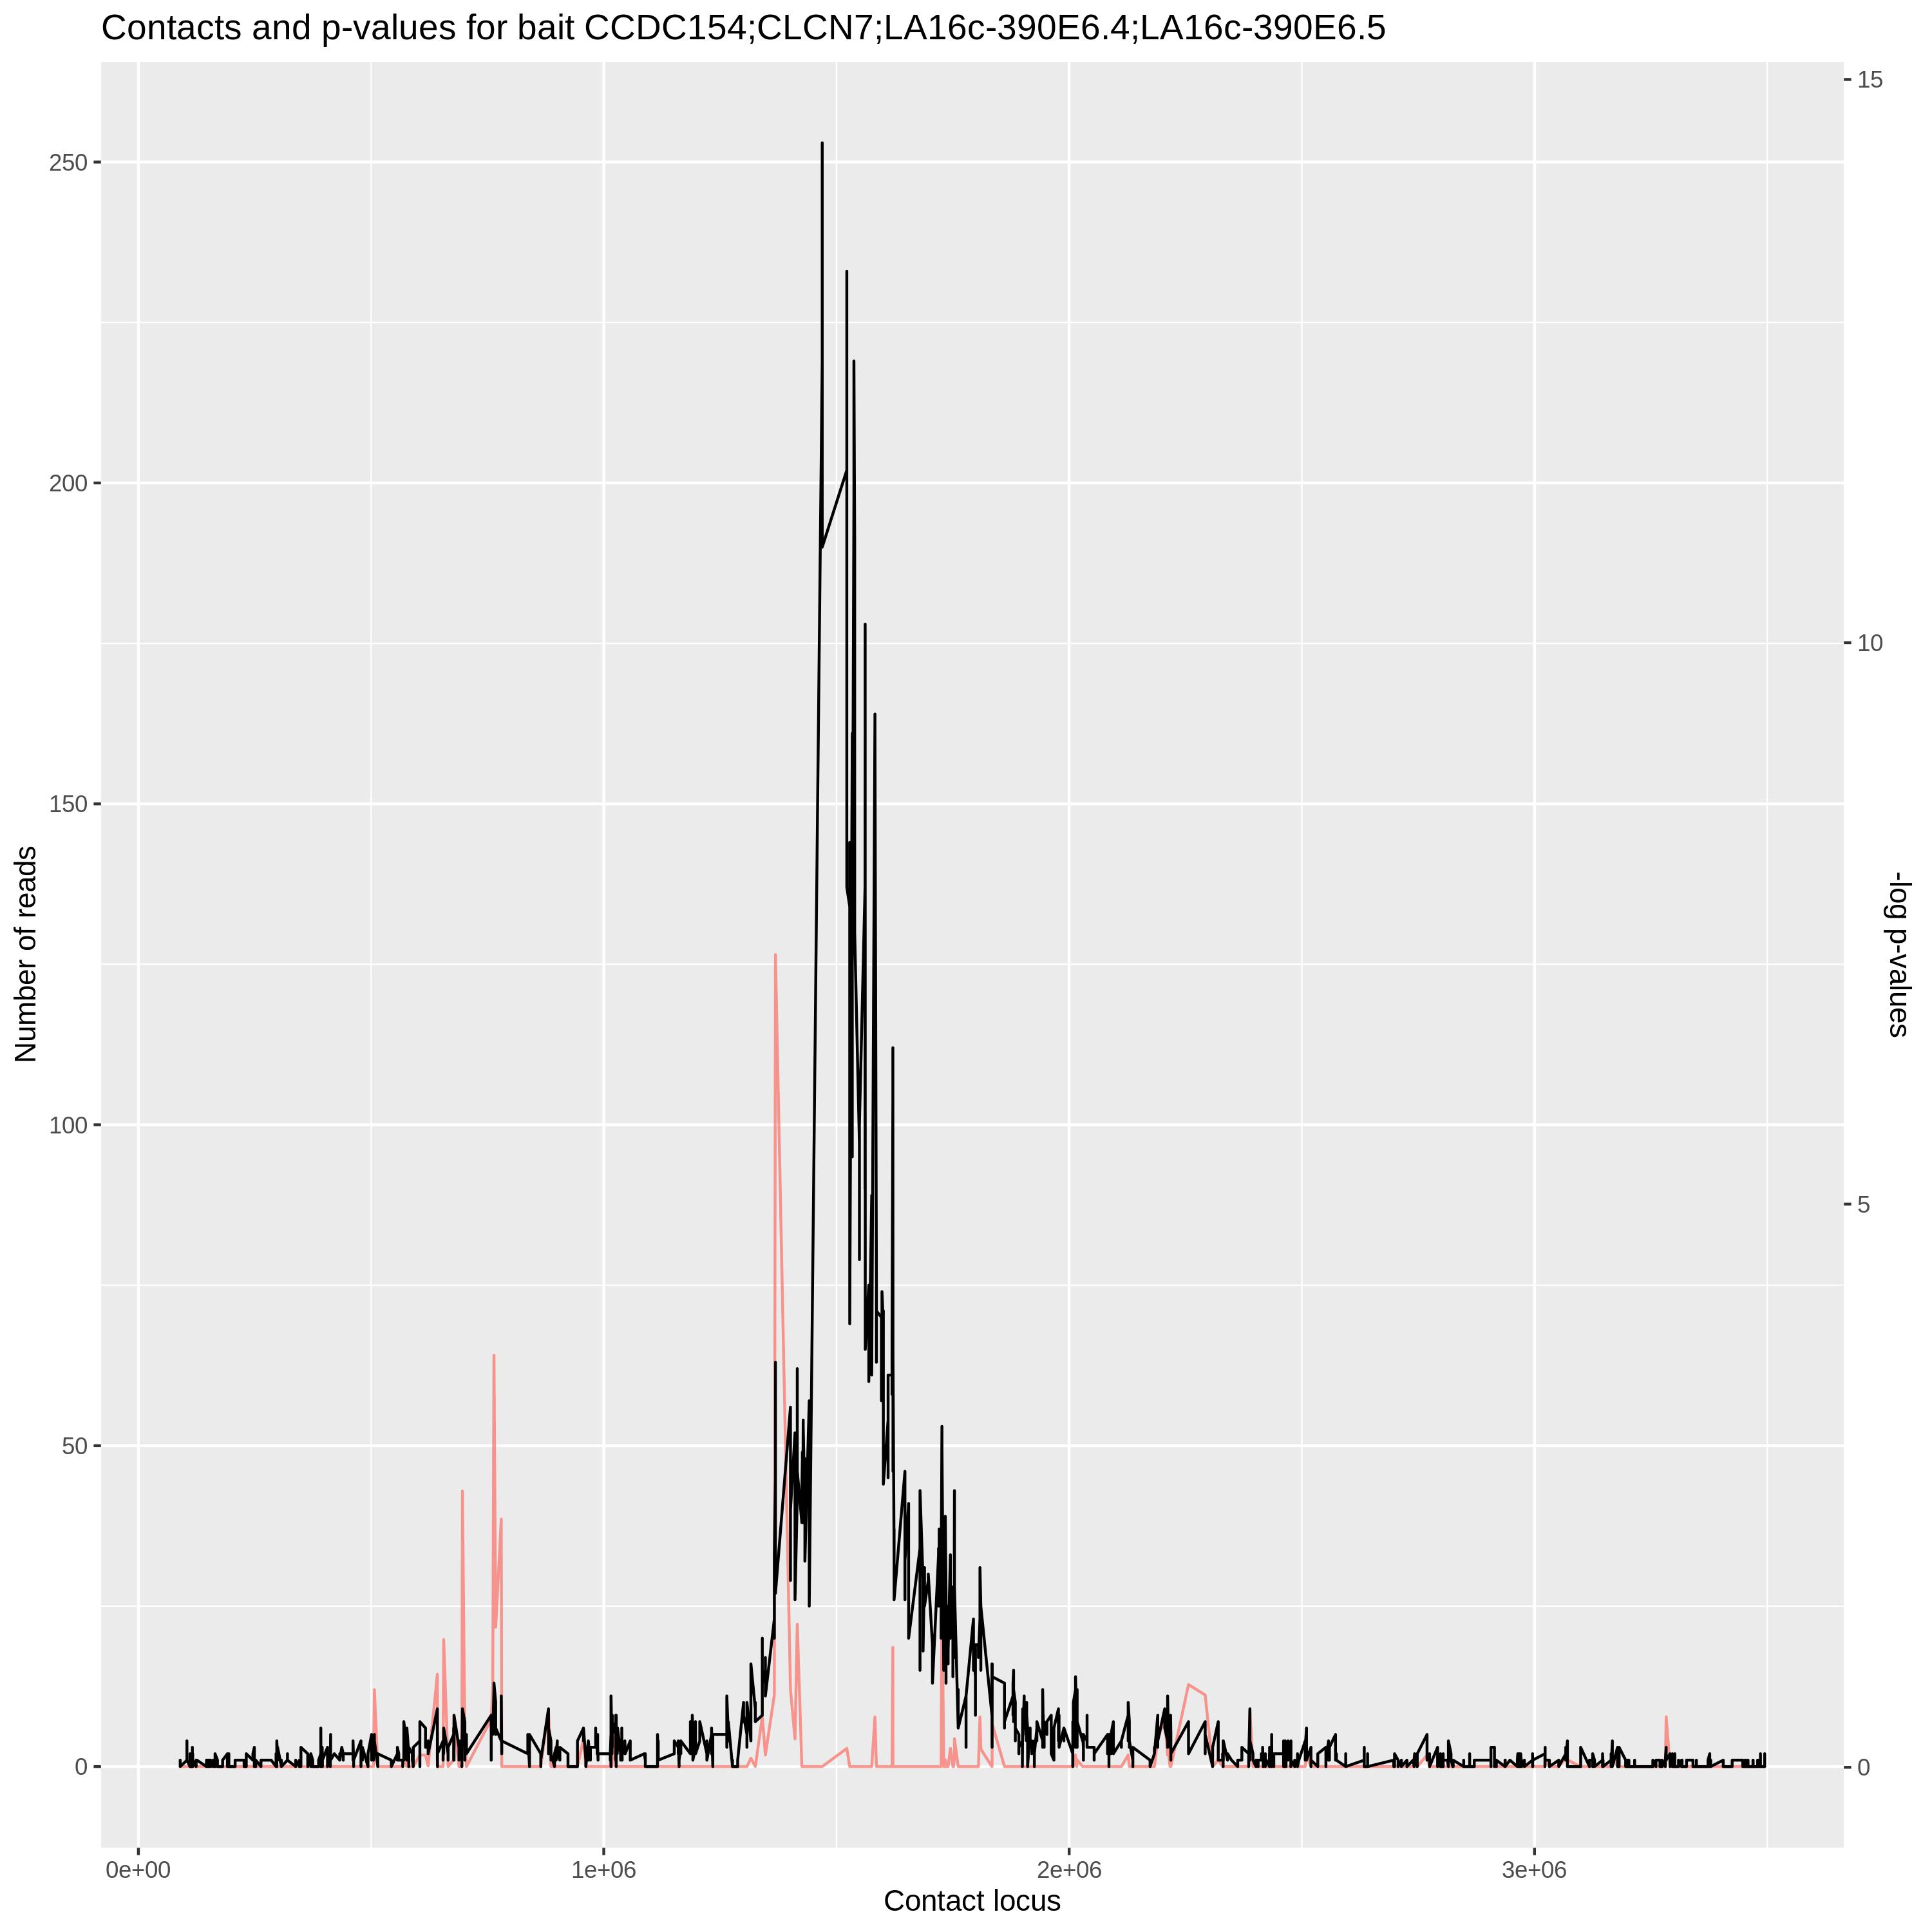 Contacts and p-values for bait CCDC154;CLCN7;LA16c-390E6.4;LA16c-390E6.5
15
250
200
10
150
Number of reads
-log p-values
100
5
50
0
0
0e+00
1e+06
2e+06
3e+06
Contact locus